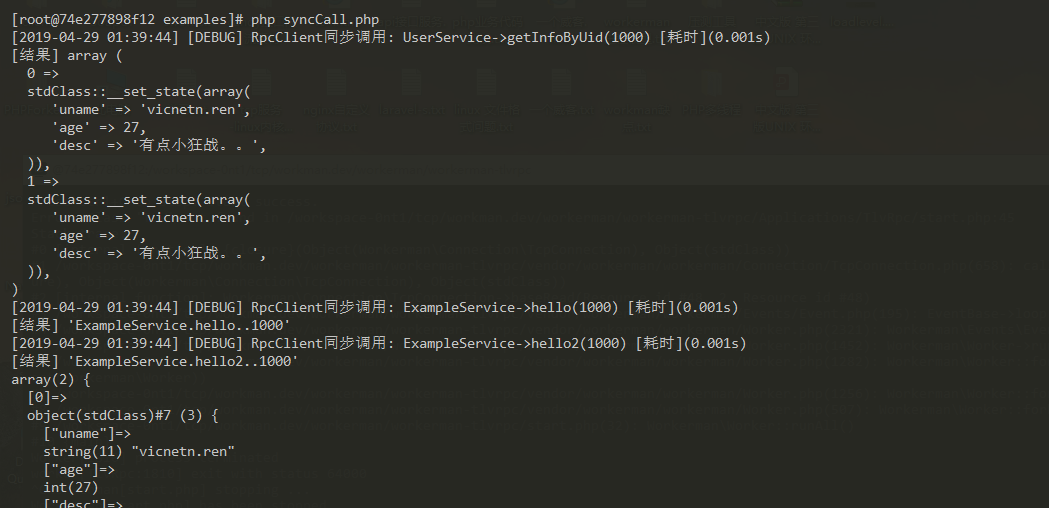 [root@74e277898f12 examples]# php syncCall.php
[2019-04-29 01:39:44] [DEBUG] RpcClient同步调用: UserService->getInfoByUid(1000) [耗时](0.001s)
[结果] array (
  0 =>
  stdClass::__set_state(array(
     'uname' => 'vicnetn.ren',
     'age' => 27,
     'desc' => '有点小狂战。。',
  )),
  1 =>
  stdClass::__set_state(array(
     'uname' => 'vicnetn.ren',
     'age' => 27,
     'desc' => '有点小狂战。。',
  )),
)
[2019-04-29 01:39:44] [DEBUG] RpcClient同步调用: ExampleService->hello(1000) [耗时](0.001s)
[结果] 'ExampleService.hello..1000'
[2019-04-29 01:39:44] [DEBUG] RpcClient同步调用: ExampleService->hello2(1000) [耗时](0.001s)
[结果] 'ExampleService.hello2..1000'
array(2) {
  [0]=>
  object(stdClass)#7 (3) {
    ["uname"]=>
    string(11) "vicnetn.ren"
    ["age"]=>
    int(27)
    ["desc"]=>